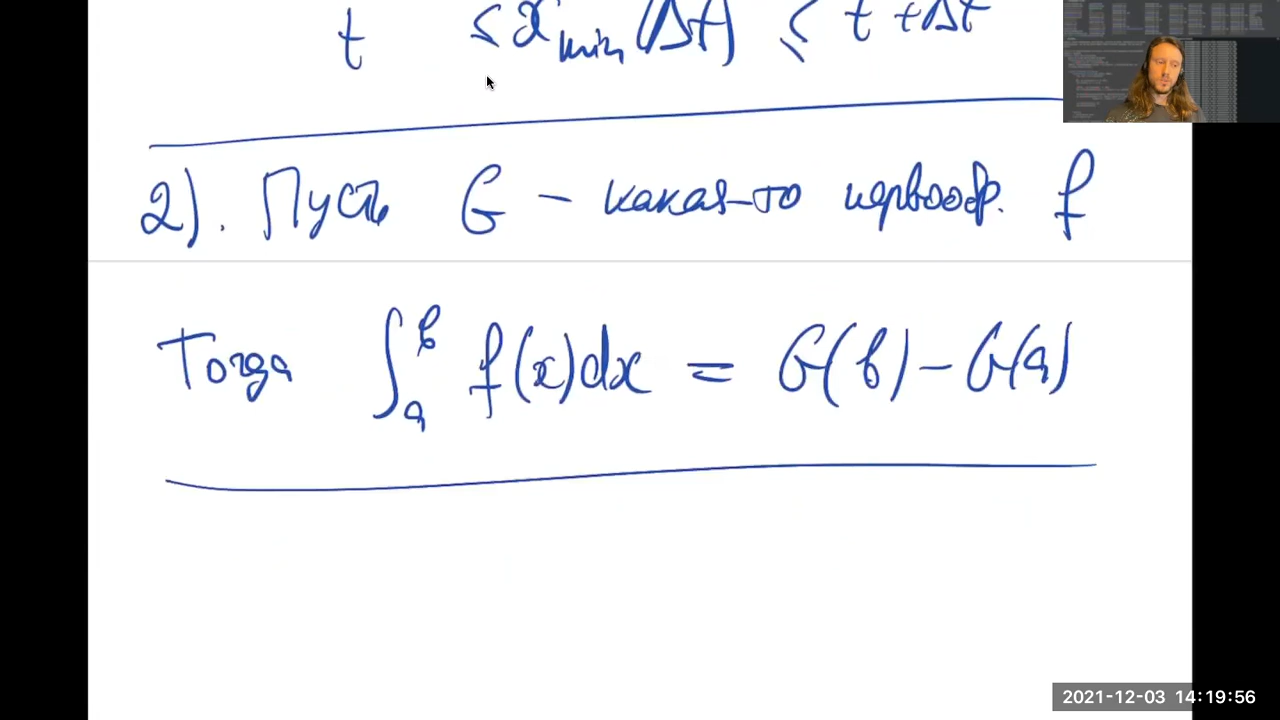 t ≤ x_min(Δt) ≤ t + Δt
2). Пусть G – какая-то первообр. f
Тогда ∫_a^b f(x)dx = G(b) – G(a)
2021-12-03 14:19:56